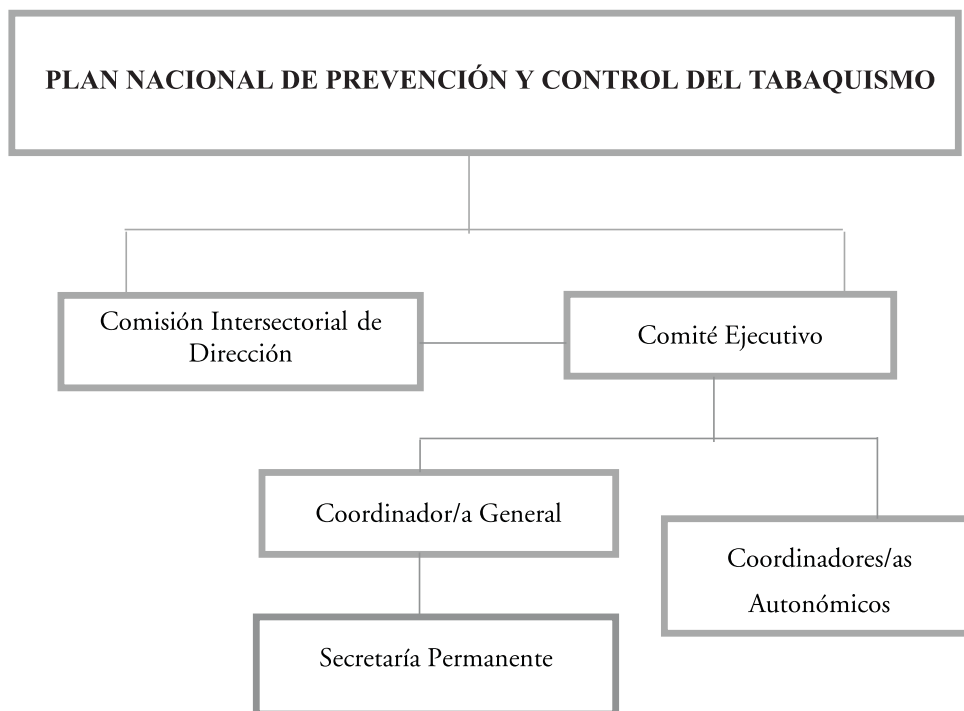 PLAN NACIONAL DE PREVENCIÓN Y CONTROL DEL TABAQUISMO
Comisión Intersectorial de
Dirección
Comité Ejecutivo
Coordinador/a General
Coordinadores/as
Autonómicos
Secretaría Permanente